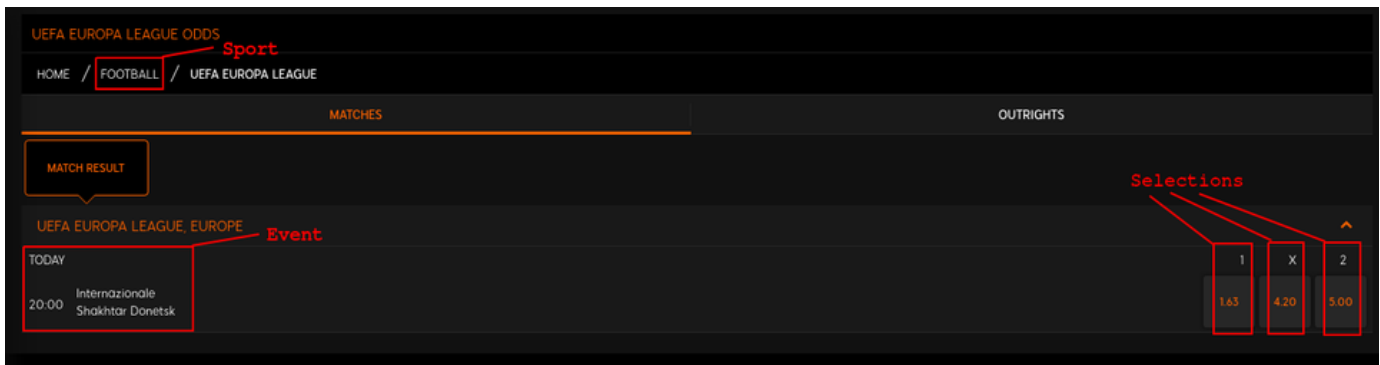 UEFA EUROPA LEAGUE ODDS
Sport
HOME / FOOTBALL / UEFA EUROPA LEAGUE
MATCHES OUTRIGHTS
MATCH RESULT
Selections
UEFA EUROPA LEAGUE, EUROPE
Event
TODAY 1 X 2
20:00 Internazionale
Shakhtar Donetsk
1.63 4.20 5.00